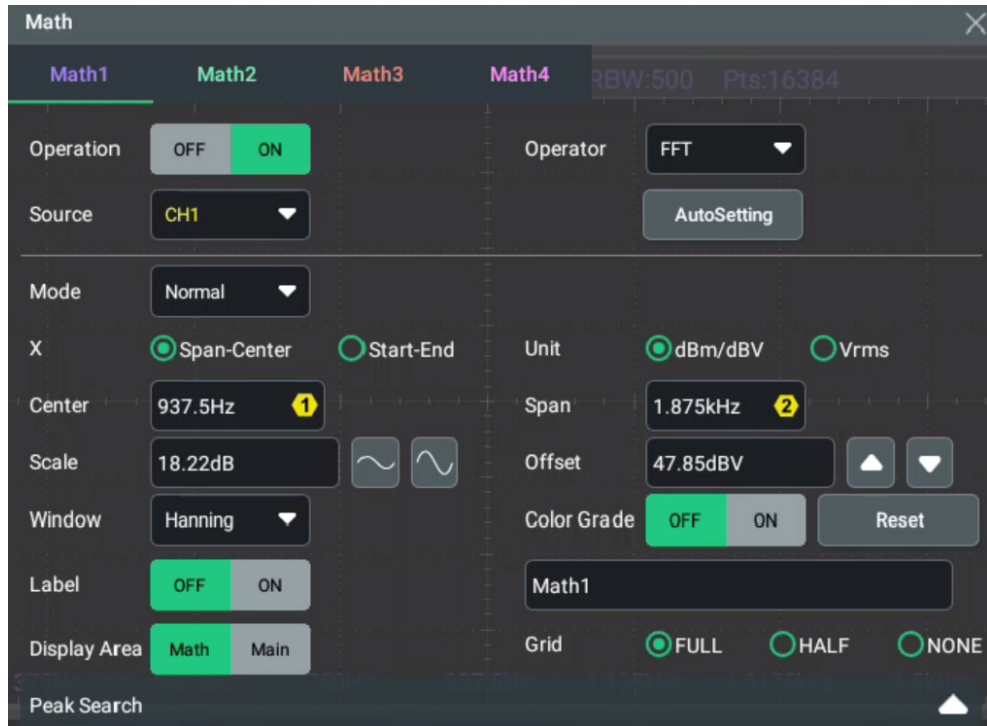 Math
Math1 Math2 Math3 Math4 RBW:500 Pts:16384
Operation OFF ON Operator FFT
Source CH1 AutoSetting
Mode Normal
X Span-Center Start-End Unit dBm/dBV Vrms
Center 937.5Hz 1 Span 1.875kHz 2
Scale 18.22dB Offset 47.85dBV
Window Hanning Color Grade OFF ON Reset
Label OFF ON Math1
Display Area Math Main Grid FULL HALF NONE
Peak Search